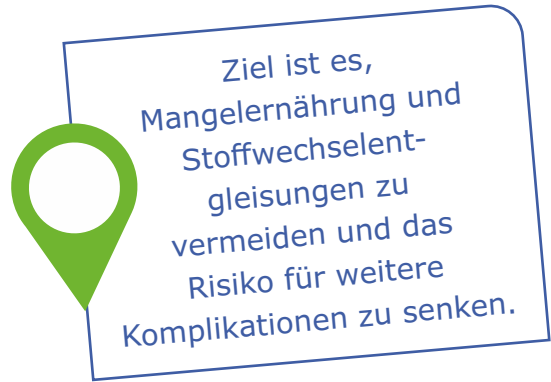 Ziel ist es,
Mangelernährung und
Stoffwechselent-
gleisungen zu
vermeiden und das
Risiko für weitere
Komplikationen zu senken.